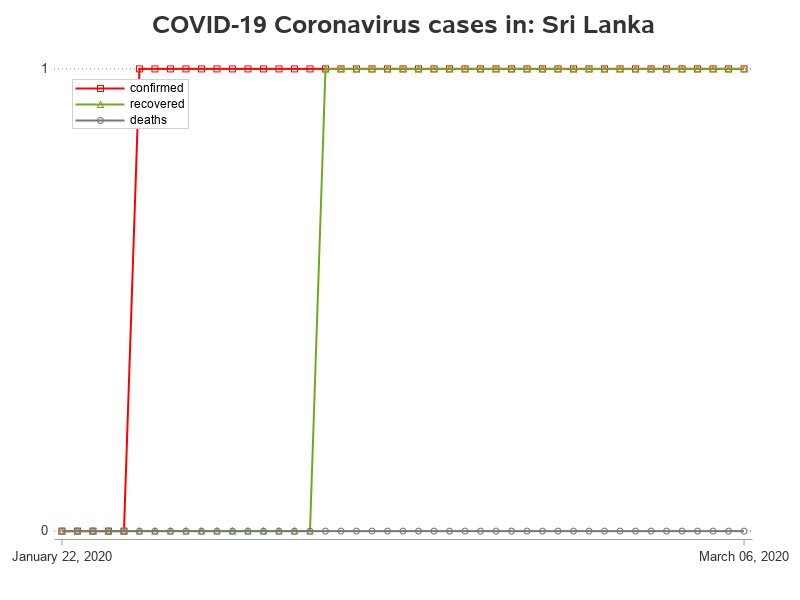 COVID-19 Coronavirus cases in: Sri Lanka
1
confirmed
recovered
deaths
0
January 22, 2020
March 06, 2020